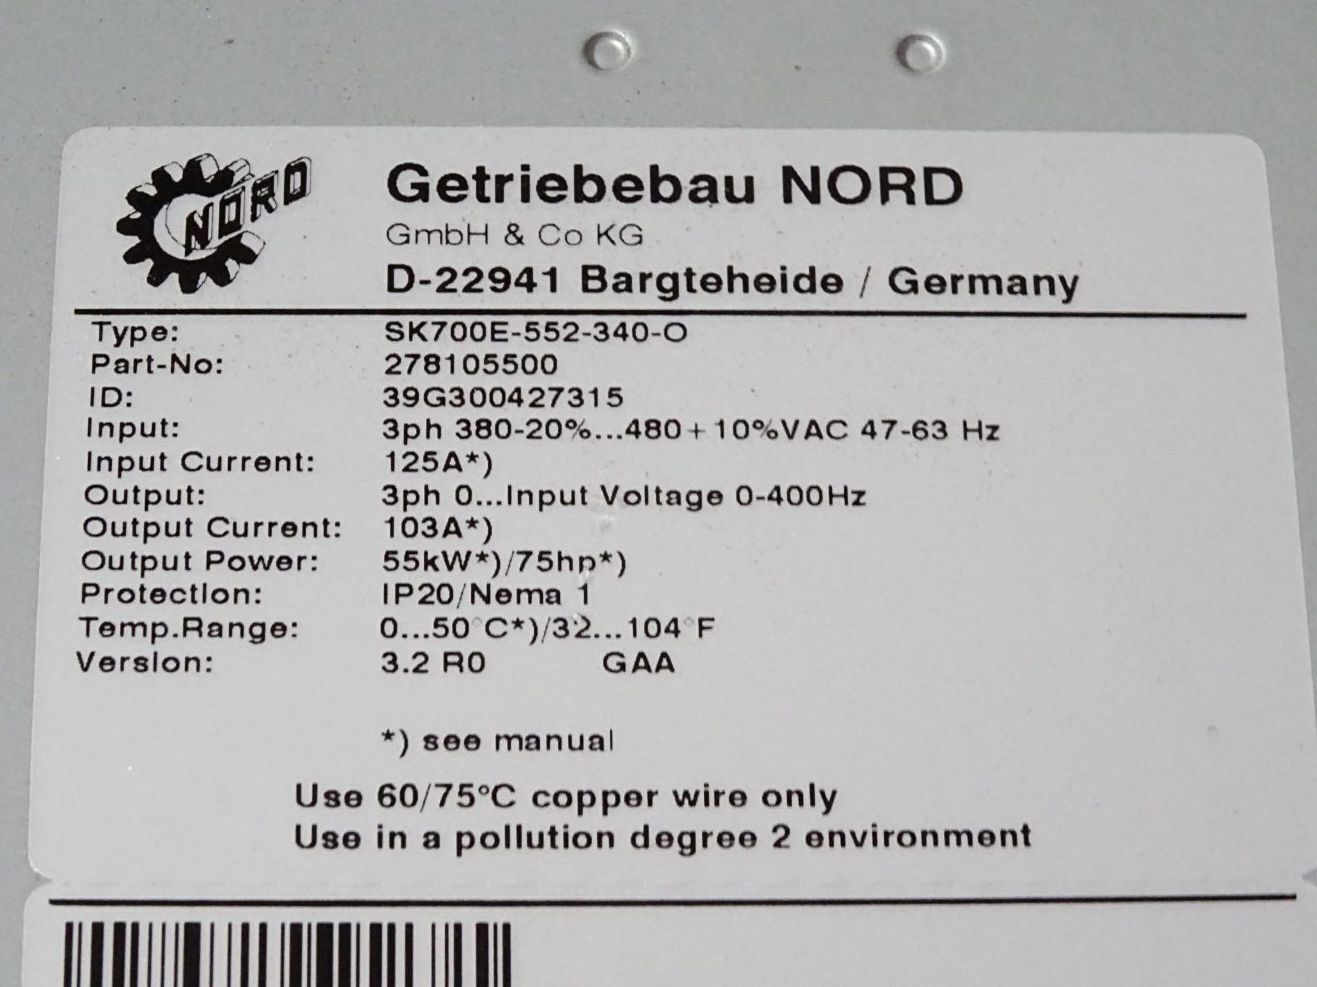 NORD
Getriebebau NORD
GmbH & Co KG
D-22941 Bargteheide / Germany
Type: SK700E-552-340-O
Part-No: 278105500
ID: 39G300427315
Input: 3ph 380-20%...480+10%VAC 47-63 Hz
Input Current: 125A*)
Output: 3ph 0...Input Voltage 0-400Hz
Output Current: 103A*)
Output Power: 55kW*)/75hp*)
Protection: IP20/Nema 1
Temp.Range: 0...50°C*)/32...104°F
Version: 3.2 R0 GAA
*) see manual
Use 60/75°C copper wire only
Use in a pollution degree 2 environment